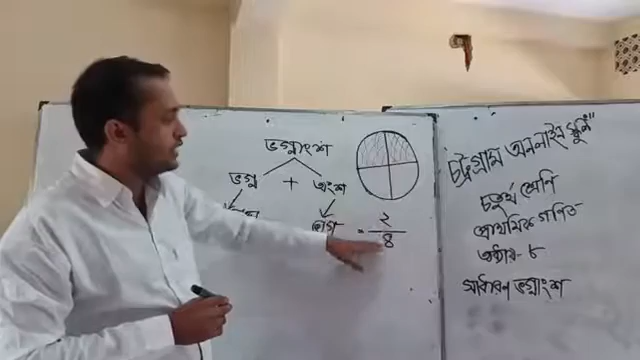 ভগ্নাংশ
ভগ্ন + অংশ
ভাগ = ২/৪
চট্টগ্রাম অনলাইন স্কুলিং"
চতুর্থ শ্রেণি
প্রাথমিক গণিত
অধ্যায়- ৮
সাধারণ ভগ্নাংশ